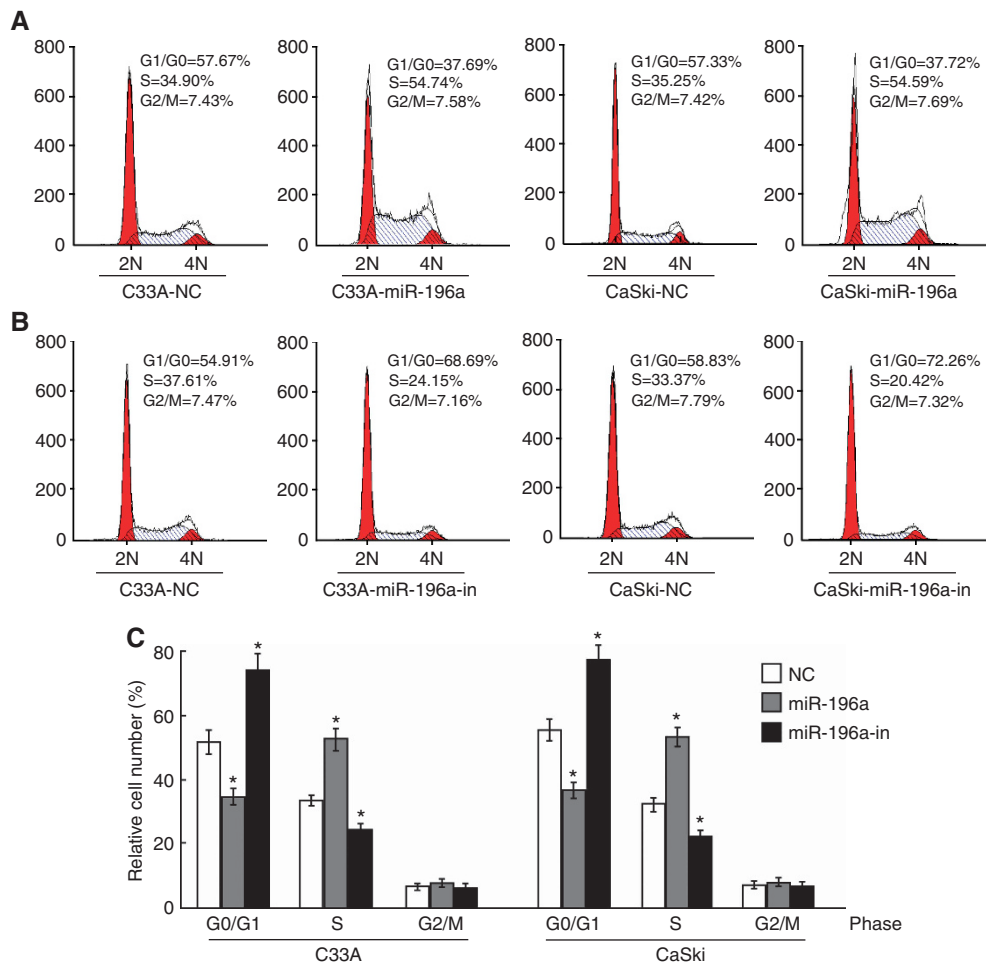 A
800
600
400
200
0
G1/G0=57.67%
S=34.90%
G2/M=7.43%
2N 4N
C33A-NC
800
600
400
200
0
G1/G0=37.69%
S=54.74%
G2/M=7.58%
2N 4N
C33A-miR-196a
800
600
400
200
0
G1/G0=57.33%
S=35.25%
G2/M=7.42%
2N 4N
CaSki-NC
800
600
400
200
0
G1/G0=37.72%
S=54.59%
G2/M=7.69%
2N 4N
CaSki-miR-196a
B
800
600
400
200
0
G1/G0=54.91%
S=37.61%
G2/M=7.47%
2N 4N
C33A-NC
800
600
400
200
0
G1/G0=68.69%
S=24.15%
G2/M=7.16%
2N 4N
C33A-miR-196a-in
800
600
400
200
0
G1/G0=58.83%
S=33.37%
G2/M=7.79%
2N 4N
CaSki-NC
800
600
400
200
0
G1/G0=72.26%
S=20.42%
G2/M=7.32%
2N 4N
CaSki-miR-196a-in
C
Relative cell number (%)
80
60
40
20
0
* * * * * * * *
NC
miR-196a
miR-196a-in
G0/G1 S G2/M G0/G1 S G2/M Phase
C33A CaSki